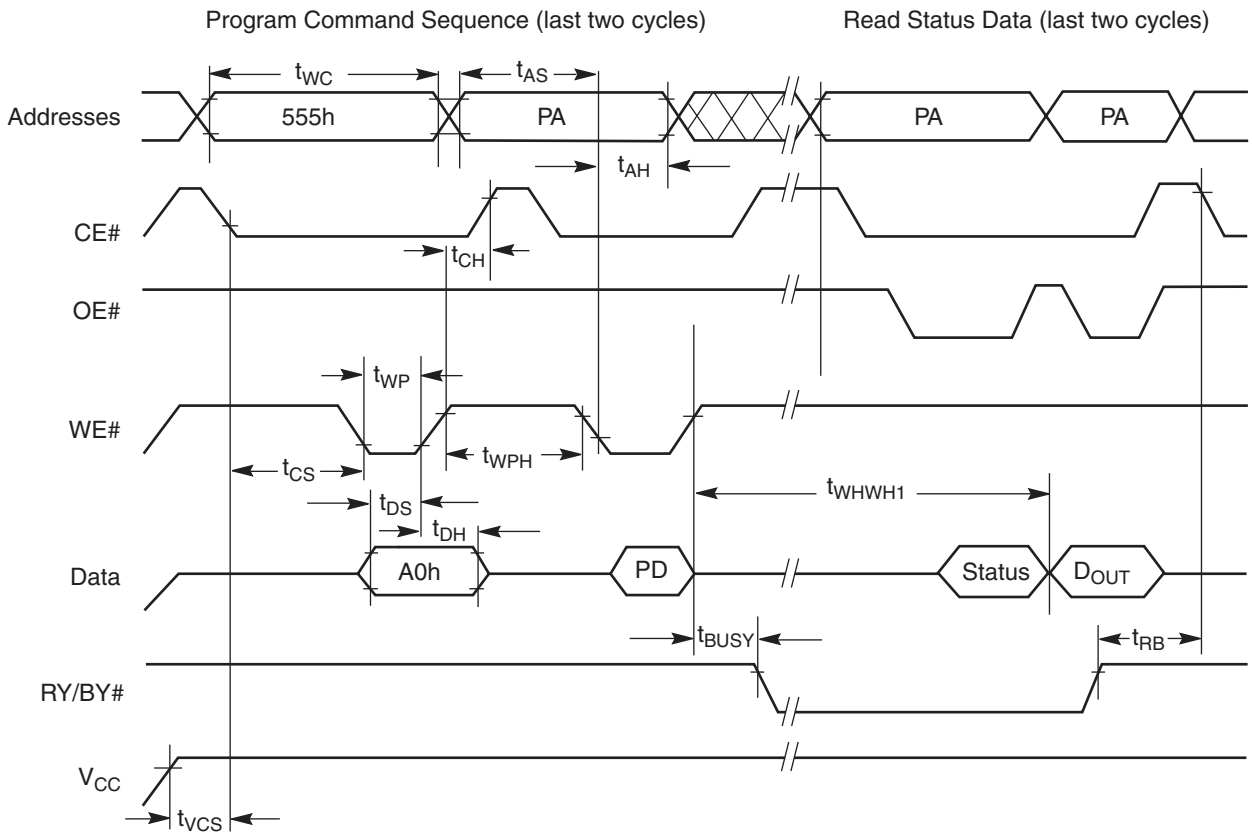 Program Command Sequence (last two cycles) Read Status Data (last two cycles)
tWC tAS
Addresses 555h PA PA PA
tAH
CE#
tCH
OE#
tWP
WE#
tCS tWPH
tWHWH1
tDS
tDH
Data A0h PD Status DOUT
tBUSY tRB
RY/BY#
VCC
tVCS